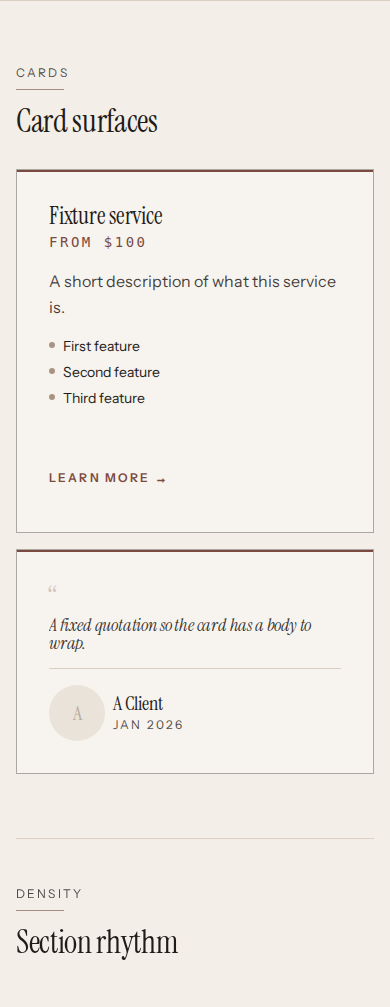 CARDS
Card surfaces
Fixture service
FROM $100
A short description of what this service
is.
First feature
Second feature
Third feature
LEARN MORE →
“
A fixed quotation so the card has a body to
wrap.
A
A Client
JAN 2026
DENSITY
Section rhythm